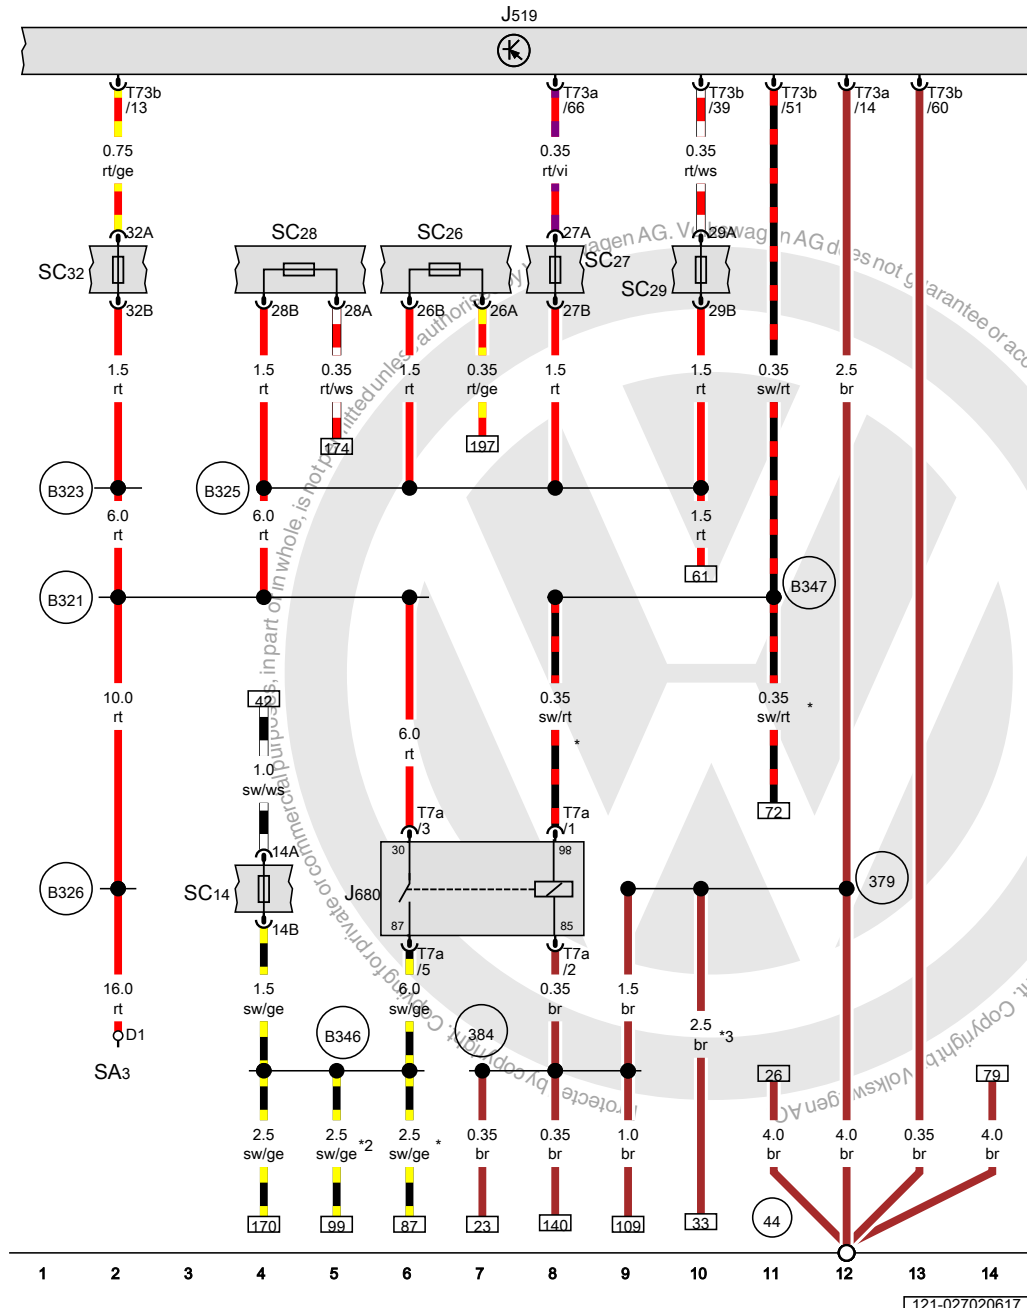 J519
T73b
/13
T73a
/66
T73b
/39
T73b
/51
T73a
/14
T73b
/60
0.75
rt/ge
0.35
rt/vi
0.35
rt/ws
32A
27A
29A
SC32
SC28
SC26
SC27
SC29
32B
28B
28A
26B
26A
27B
29B
1.5
rt
1.5
rt
0.35
rt/ws
1.5
rt
0.35
rt/ge
1.5
rt
1.5
rt
0.35
sw/rt
2.5
br
174
197
B323
B325
6.0
rt
6.0
rt
1.5
rt
61
B321
B347
10.0
rt
42
1.0
sw/ws
6.0
rt
0.35
sw/rt
*
0.35
sw/rt
*
72
T7a
/3
T7a
/1
14A
SC14
14B
30
98
J680
87
85
T7a
/5
T7a
/2
B326
379
16.0
rt
D1
SA3
1.5
sw/ge
B346
6.0
sw/ge
384
0.35
br
1.5
br
2.5
br
*3
26
79
2.5
sw/ge
2.5
sw/ge
*2
2.5
sw/ge
*
0.35
br
0.35
br
1.0
br
4.0
br
4.0
br
0.35
br
4.0
br
170
99
87
23
140
109
33
44
1 2 3 4 5 6 7 8 9 10 11 12 13 14
121-027020617